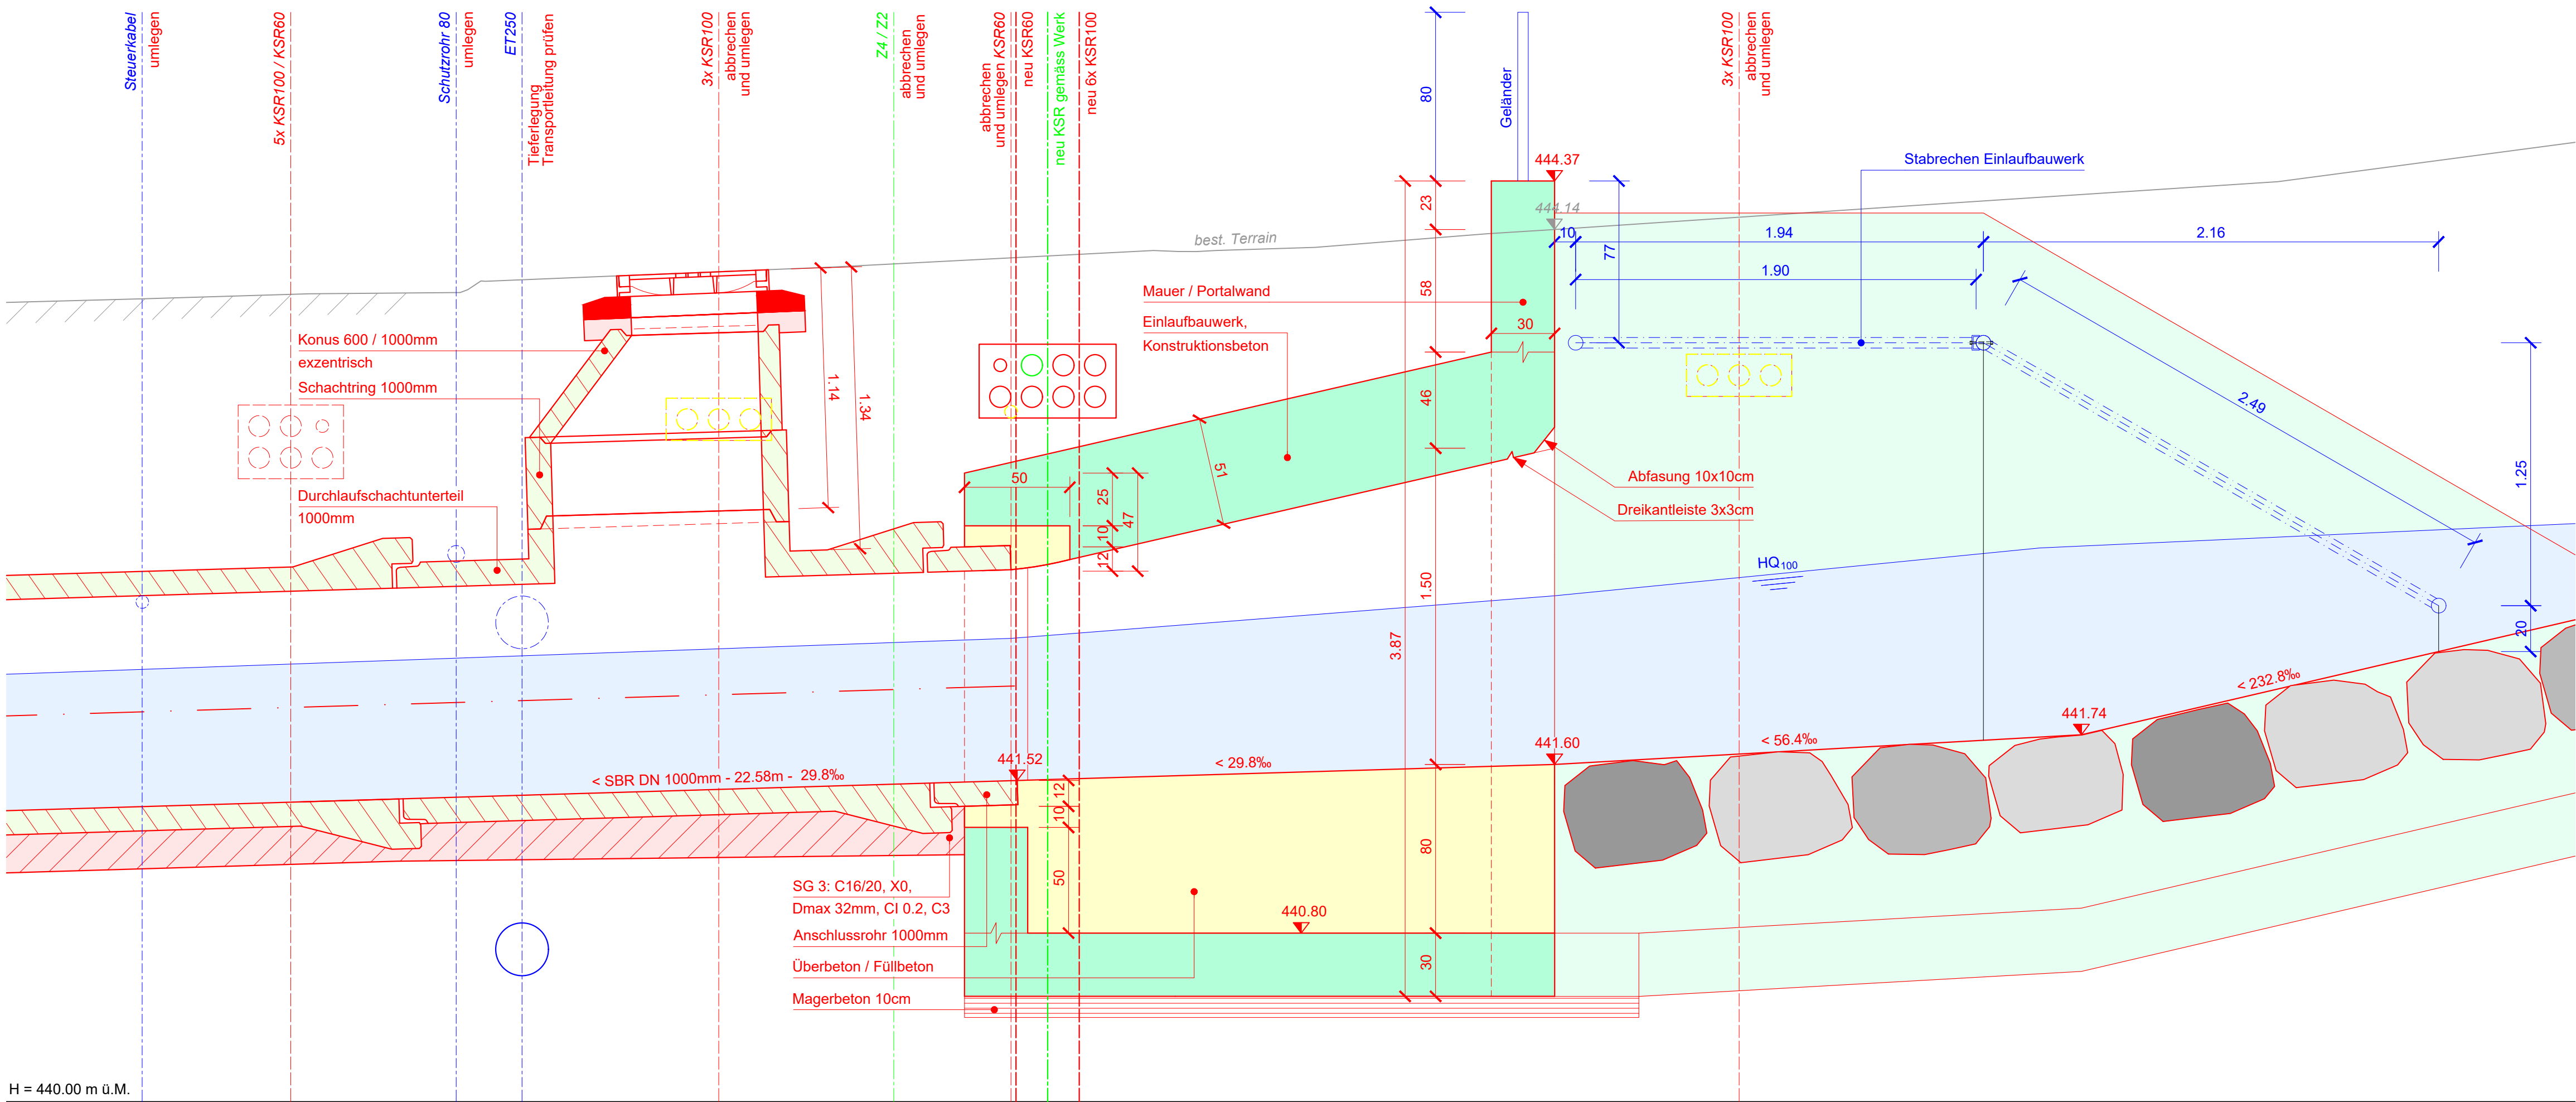 Steuerkabel
umlegen
5x KSR100 / KSR60
Schutzrohr 80
umlegen
ET250
Tieferlegung
Transportleitung prüfen
3x KSR100
abbrechen
und umlegen
Z4 / Z2
abbrechen
und umlegen
abbrechen
und umlegen KSR60
neu KSR60
neu KSR gemäss Werk
neu 6x KSR100
80
Geländer
3x KSR100
abbrechen
und umlegen
444.37
Stabrechen Einlaufbauwerk
23
444.14
best. Terrain
10
1.94
2.16
77
1.90
58
Mauer / Portalwand
30
Einlaufbauwerk,
Konstruktionsbeton
Konus 600 / 1000mm
exzentrisch
Schachtring 1000mm
1.14
1.34
46
2.49
51
50
25
47
10
12
Abfasung 10x10cm
Dreikantleiste 3x3cm
1.25
Durchlaufschachtunterteil
1000mm
HQ100
1.50
3.87
20
< 232.8‰
441.74
< 56.4‰
441.60
441.52
< 29.8‰
< SBR DN 1000mm - 22.58m - 29.8‰
12
10
50
80
SG 3: C16/20, X0,
Dmax 32mm, CI 0.2, C3
440.80
Anschlussrohr 1000mm
Überbeton / Füllbeton
30
Magerbeton 10cm
H = 440.00 m ü.M.